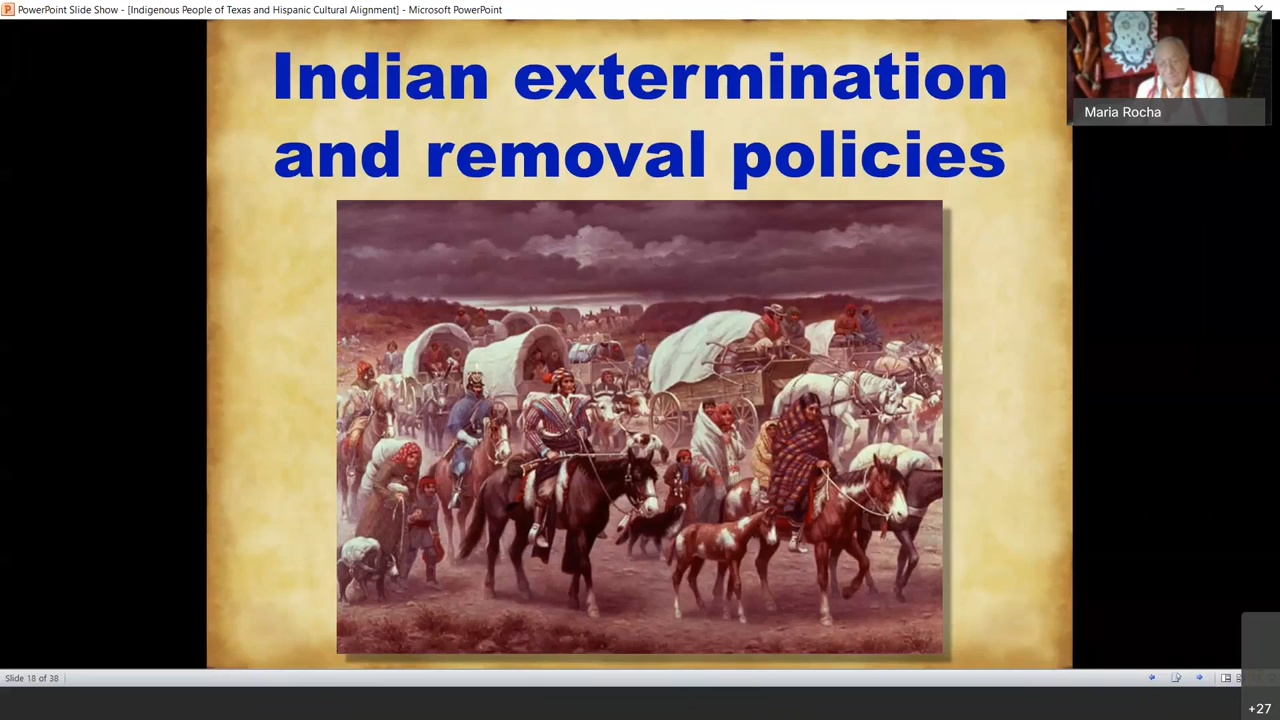 PowerPoint Slide Show - [Indigenous People of Texas and Hispanic Cultural Alignment] - Microsoft PowerPoint
Indian extermination
and removal policies
Maria Rocha
Slide 18 of 38
+27